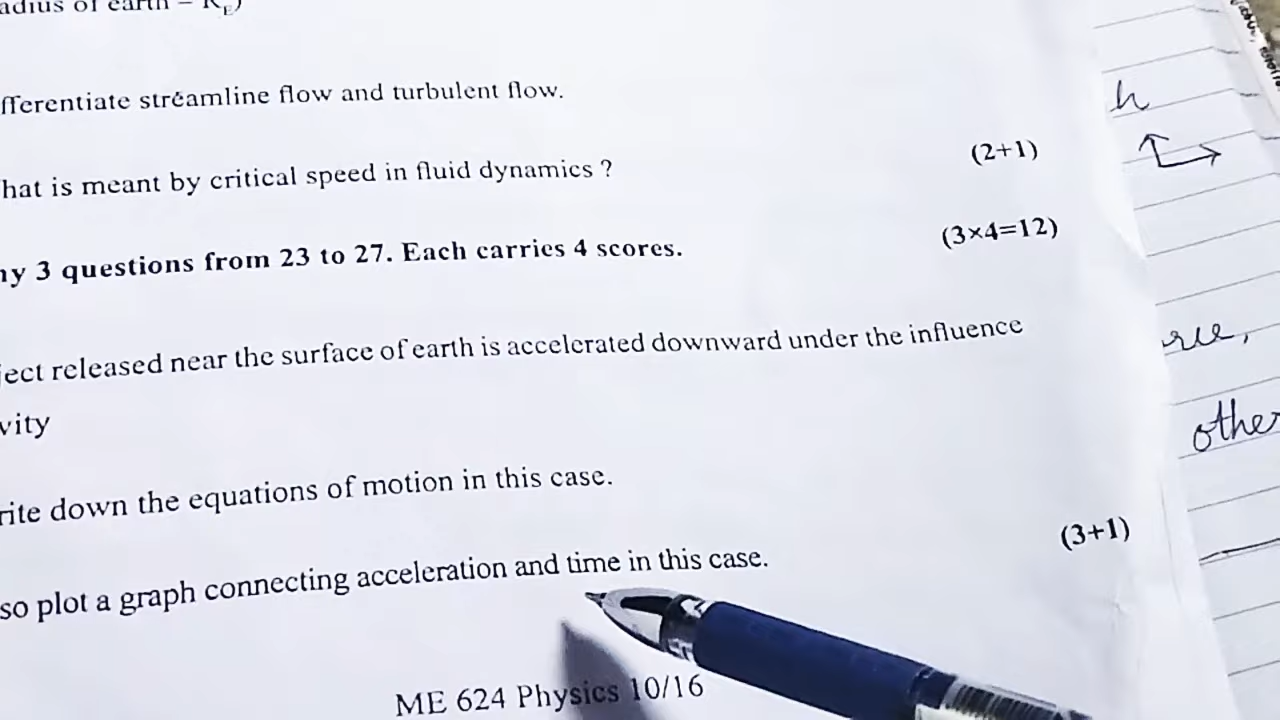 adius of earth = R_E)
fferentiate streamline flow and turbulent flow.
hat is meant by critical speed in fluid dynamics ?
(2+1)
ny 3 questions from 23 to 27. Each carries 4 scores.
(3×4=12)
ject released near the surface of earth is accelerated downward under the influence
vity
rite down the equations of motion in this case.
so plot a graph connecting acceleration and time in this case.
(3+1)
ME 624 Physics 10/16
h
other